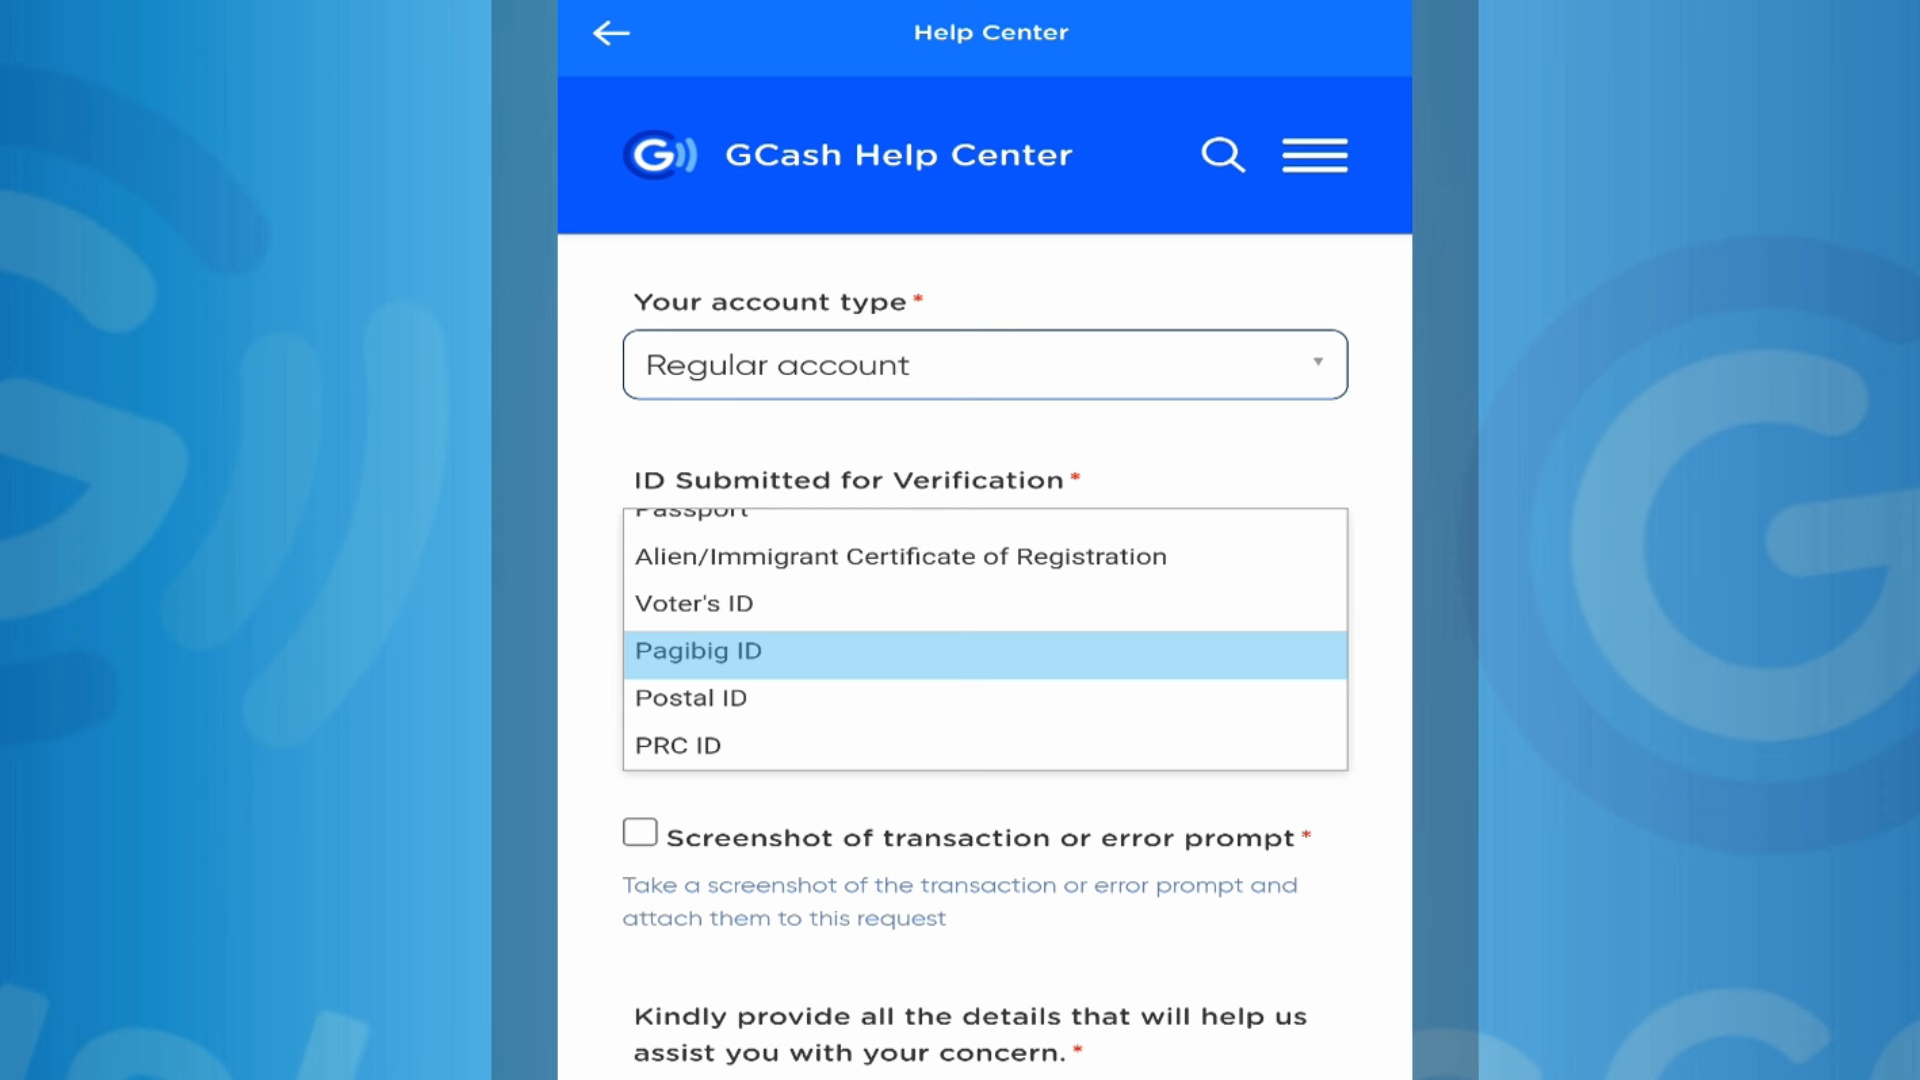 Help Center
GCash Help Center
Your account type*
Regular account
ID Submitted for Verification*
Passport
Alien/Immigrant Certificate of Registration
Voter's ID
Pagibig ID
Postal ID
PRC ID
Screenshot of transaction or error prompt*
Take a screenshot of the transaction or error prompt and
attach them to this request
Kindly provide all the details that will help us
assist you with your concern.*